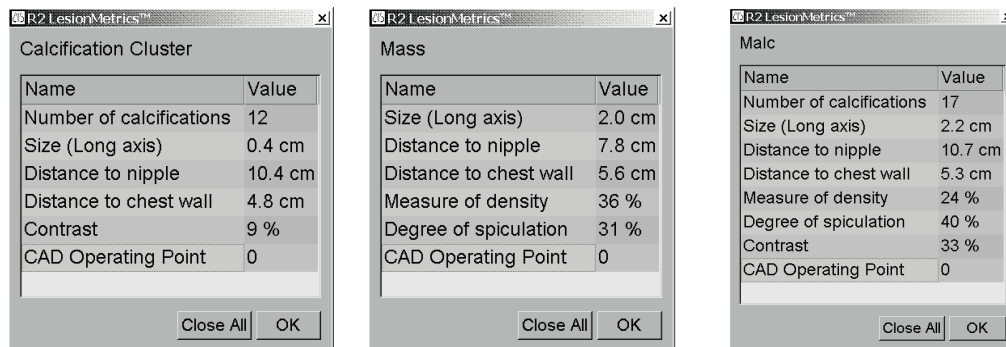 R2 LesionMetrics™
Calcification Cluster
Name Value
Number of calcifications 12
Size (Long axis) 0.4 cm
Distance to nipple 10.4 cm
Distance to chest wall 4.8 cm
Contrast 9 %
CAD Operating Point 0
Close All OK
R2 LesionMetrics™
Mass
Name Value
Size (Long axis) 2.0 cm
Distance to nipple 7.8 cm
Distance to chest wall 5.6 cm
Measure of density 36 %
Degree of spiculation 31 %
CAD Operating Point 0
Close All OK
R2 LesionMetrics™
Malc
Name Value
Number of calcifications 17
Size (Long axis) 2.2 cm
Distance to nipple 10.7 cm
Distance to chest wall 5.3 cm
Measure of density 24 %
Degree of spiculation 40 %
Contrast 33 %
CAD Operating Point 0
Close All OK